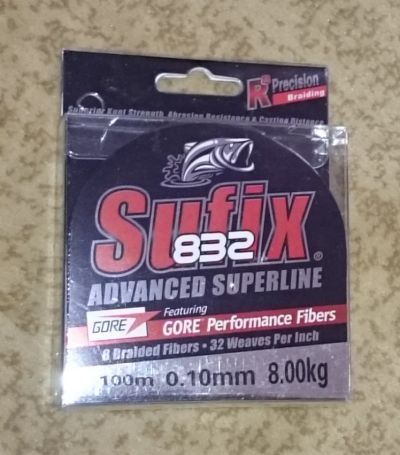 R2 Precision
Braiding
Superior Knot Strength, Abrasion Resistance & Casting Distance
Sufix
832
®
ADVANCED SUPERLINE
Featuring
GORE GORE Performance Fibers
8 Braided Fibers • 32 Weaves Per Inch
100m 0.10mm 8.00kg